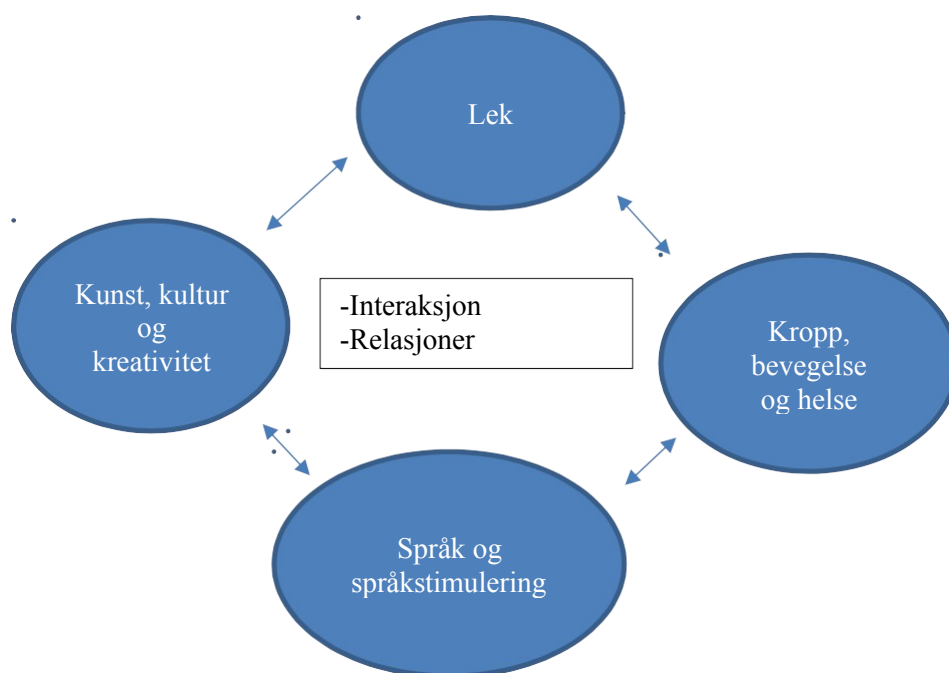 Lek
Kunst, kultur
og
kreativitet
-Interaksjon
-Relasjoner
Kropp,
bevegelse
og helse
Språk og
språkstimulering